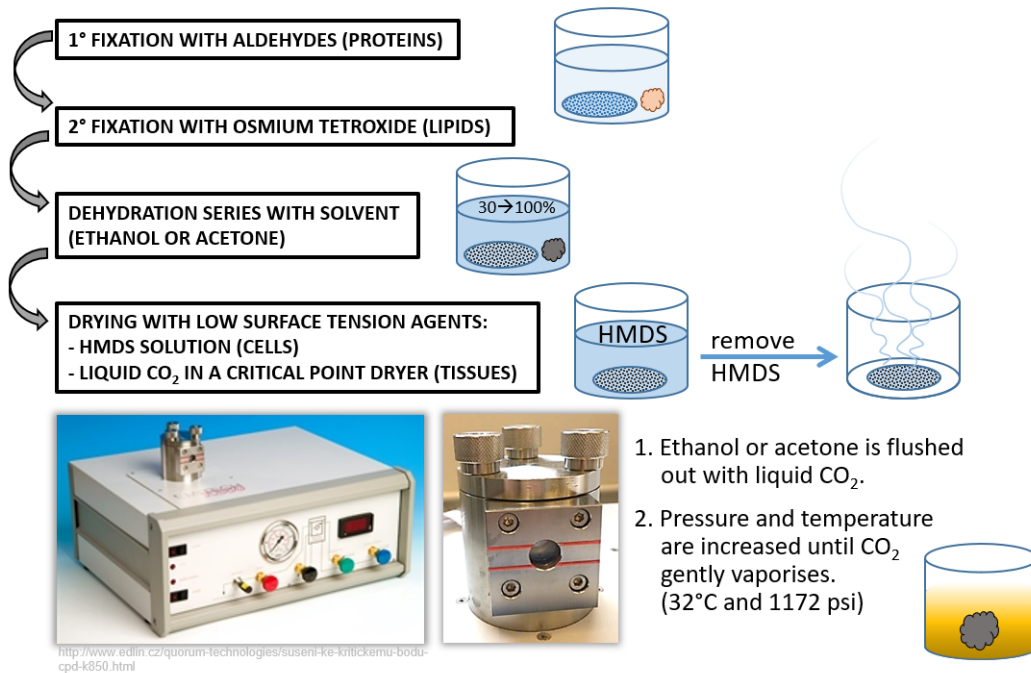 1° FIXATION WITH ALDEHYDES (PROTEINS)
2° FIXATION WITH OSMIUM TETROXIDE (LIPIDS)
DEHYDRATION SERIES WITH SOLVENT
(ETHANOL OR ACETONE)
30→100%
DRYING WITH LOW SURFACE TENSION AGENTS:
- HMDS SOLUTION (CELLS)
- LIQUID CO₂ IN A CRITICAL POINT DRYER (TISSUES)
HMDS
remove
HMDS
1. Ethanol or acetone is flushed
out with liquid CO₂.
2. Pressure and temperature
are increased until CO₂
gently vaporises.
(32°C and 1172 psi)
http://www.edlin.cz/quorum-technologies/suseni-ke-kritickemu-bodu-
cpd-k850.html